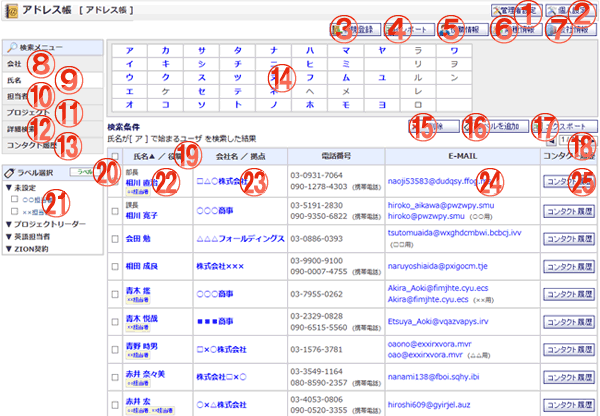 アドレス帳 [ アドレス帳 ]
管理者設定 ① 個人設定 ②
③ 登録 ④ ポート ⑤ 情報 ⑥ 情報 ⑦ 情報
検索メニュー
会社 ⑧
氏名 ⑨
担当者 ⑩
プロジェクト ⑪
詳細検索 ⑫
コンタクト履歴 ⑬
ア カ サ タ ナ ハ マ ヤ ラ ワ
イ キ シ チ ニ ヒ ミ リ ヲ
ウ ク ス ツ ヌ フ ム ユ ル ン
エ ケ セ テ ヘ メ レ
オ コ ソ ト ノ ホ モ ヨ ロ
⑭
検索条件
⑮ 削除 ⑯ ラベルを追加 ⑰ エクスポート
氏名が[ ア ] で始まるユーザ を検索した結果
⑱
氏名▲ / 役職 ⑲ 会社名 / 拠点 電話番号 E-MAIL コンタクト履歴
ラベル選択 ラベル ⑳
▼ 未設定
○○担当者
××担当 ㉑
▼ プロジェクトリーダー
▼ 英語担当者
▼ ZION契約
部長
相川 直 ㉒ □△○株式会社 ㉓ 03-0931-7064 naoji53583@dudqsy.ffog ㉔ コンタクト履歴 ㉕
××担当者 090-1278-4303 (携帯電話)
課長
相川 寛子 ○○○商事 03-5191-2830 hiroko_aikawa@pwzwpy.smu コンタクト履歴
090-9350-6822 (携帯電話) hiroko@pwzwpy.smu (○○用)
会田 勉 △△△フォールディングス 03-0886-0393 tsutomuaida@wxghdcmbwi.bcbcj.ivv コンタクト履歴
(□□用)
相田 成良 株式会社××× 03-9900-9100 naruyoshiaida@pxigocm.tje コンタクト履歴
090-0007-4755 (携帯電話)
青木 鑑 ○○○商事 03-7955-0262 Akira_Aoki@fimjhte.cyu.ecs コンタクト履歴
××担当者 Akira@fimjhte.cyu.ecs (××用)
青木 悦哉 ■■■商事 03-2329-0828 Etsuya_Aoki@vqazvapys.irv コンタクト履歴
××担当者 090-6515-5560 (携帯電話)
青野 時男 □×○株式会社 03-1576-3781 oaono@exxirxvora.mvr コンタクト履歴
××担当者 oao@exxirxvora.mvr (△△用)
赤井 奈々美 株式会社□×○ 03-3549-1164 nanami138@fboi.sqhy.ibi コンタクト履歴
080-8590-2357 (携帯電話)
赤井 宏 ○×△株式会社 03-4053-0806 hiroshi609@gyirjel.auz コンタクト履歴
××担当者, ××担当者 090-0520-3355 (携帯電話)